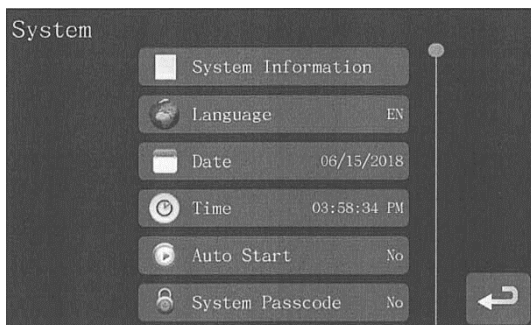 System
System Information
Language EN
Date 06/15/2018
Time 03:58:34 PM
Auto Start No
System Passcode No